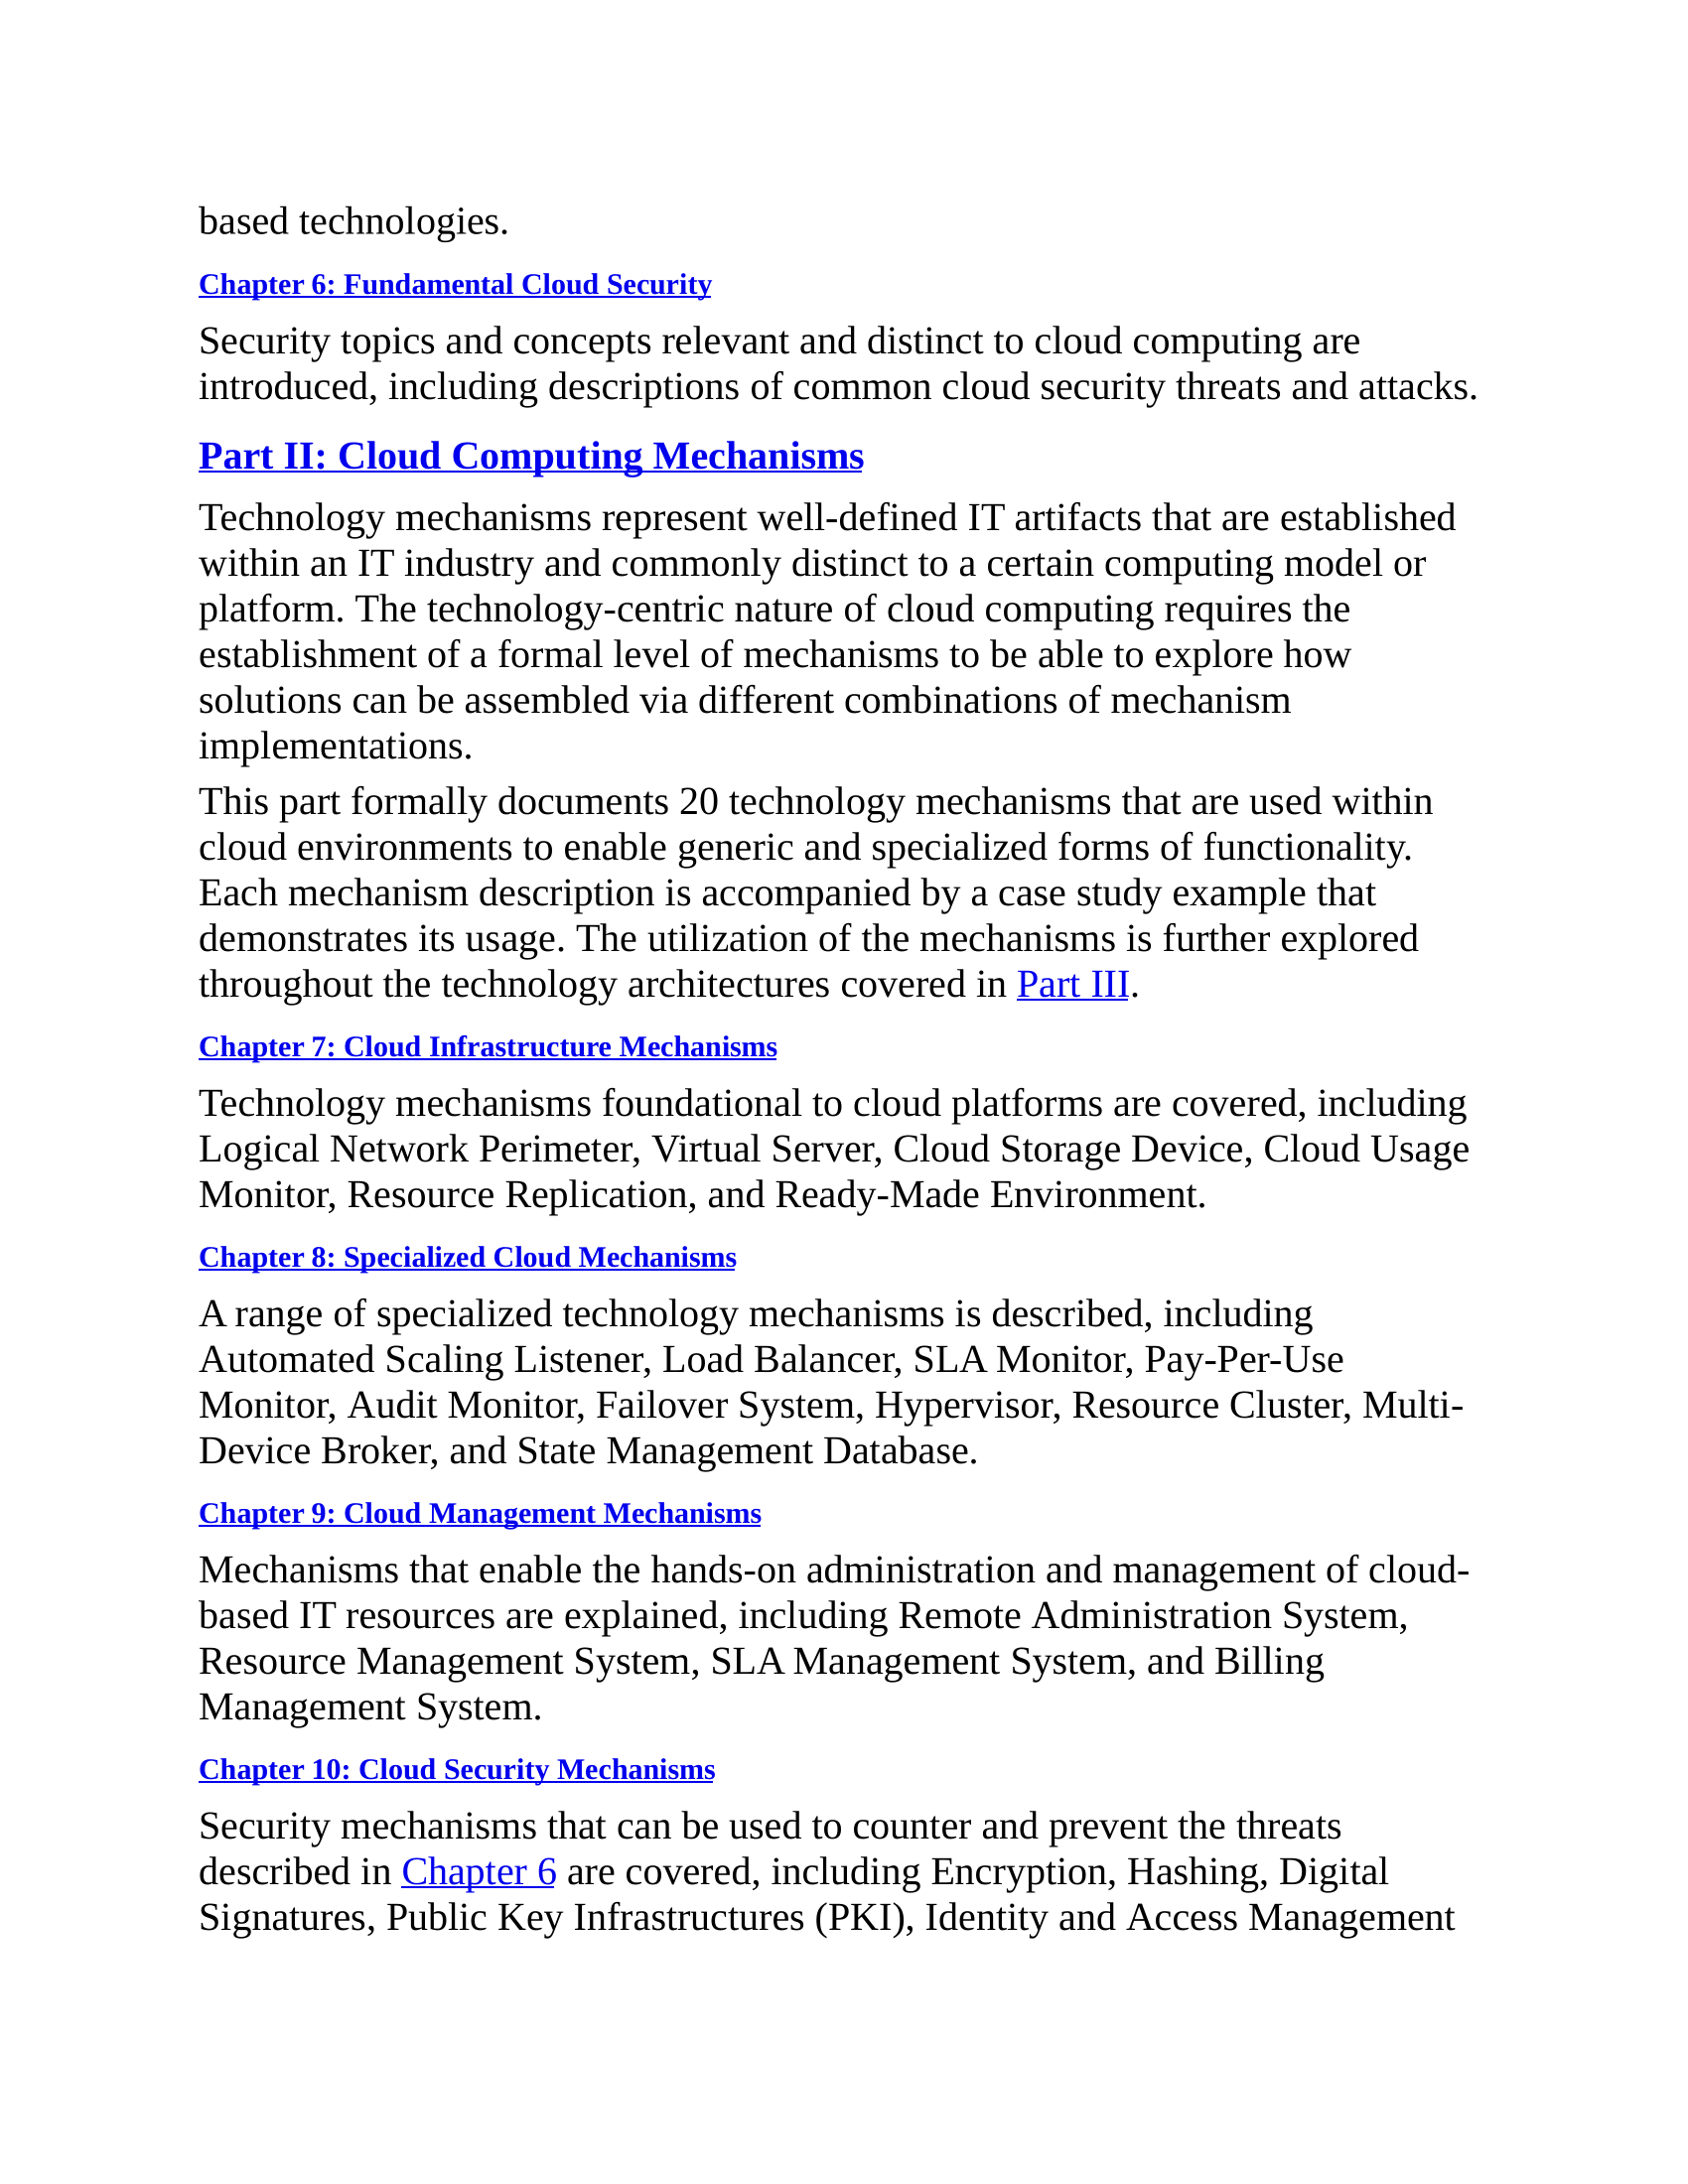 based technologies.
Chapter 6: Fundamental Cloud Security
Security topics and concepts relevant and distinct to cloud computing are
introduced, including descriptions of common cloud security threats and attacks.
Part II: Cloud Computing Mechanisms
Technology mechanisms represent well-defined IT artifacts that are established
within an IT industry and commonly distinct to a certain computing model or
platform. The technology-centric nature of cloud computing requires the
establishment of a formal level of mechanisms to be able to explore how
solutions can be assembled via different combinations of mechanism
implementations.
This part formally documents 20 technology mechanisms that are used within
cloud environments to enable generic and specialized forms of functionality.
Each mechanism description is accompanied by a case study example that
demonstrates its usage. The utilization of the mechanisms is further explored
throughout the technology architectures covered in Part III.
Chapter 7: Cloud Infrastructure Mechanisms
Technology mechanisms foundational to cloud platforms are covered, including
Logical Network Perimeter, Virtual Server, Cloud Storage Device, Cloud Usage
Monitor, Resource Replication, and Ready-Made Environment.
Chapter 8: Specialized Cloud Mechanisms
A range of specialized technology mechanisms is described, including
Automated Scaling Listener, Load Balancer, SLA Monitor, Pay-Per-Use
Monitor, Audit Monitor, Failover System, Hypervisor, Resource Cluster, Multi-
Device Broker, and State Management Database.
Chapter 9: Cloud Management Mechanisms
Mechanisms that enable the hands-on administration and management of cloud-
based IT resources are explained, including Remote Administration System,
Resource Management System, SLA Management System, and Billing
Management System.
Chapter 10: Cloud Security Mechanisms
Security mechanisms that can be used to counter and prevent the threats
described in Chapter 6 are covered, including Encryption, Hashing, Digital
Signatures, Public Key Infrastructures (PKI), Identity and Access Management